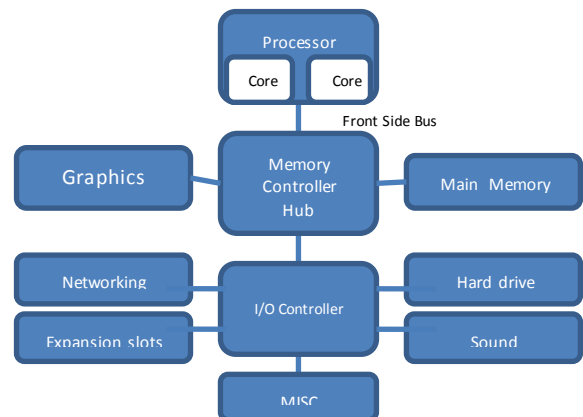 Processor
Core
Core
Front Side Bus
Graphics
Memory
Controller
Hub
Main Memory
Networking
Hard drive
I/O Controller
Expansion slots
Sound
MISC